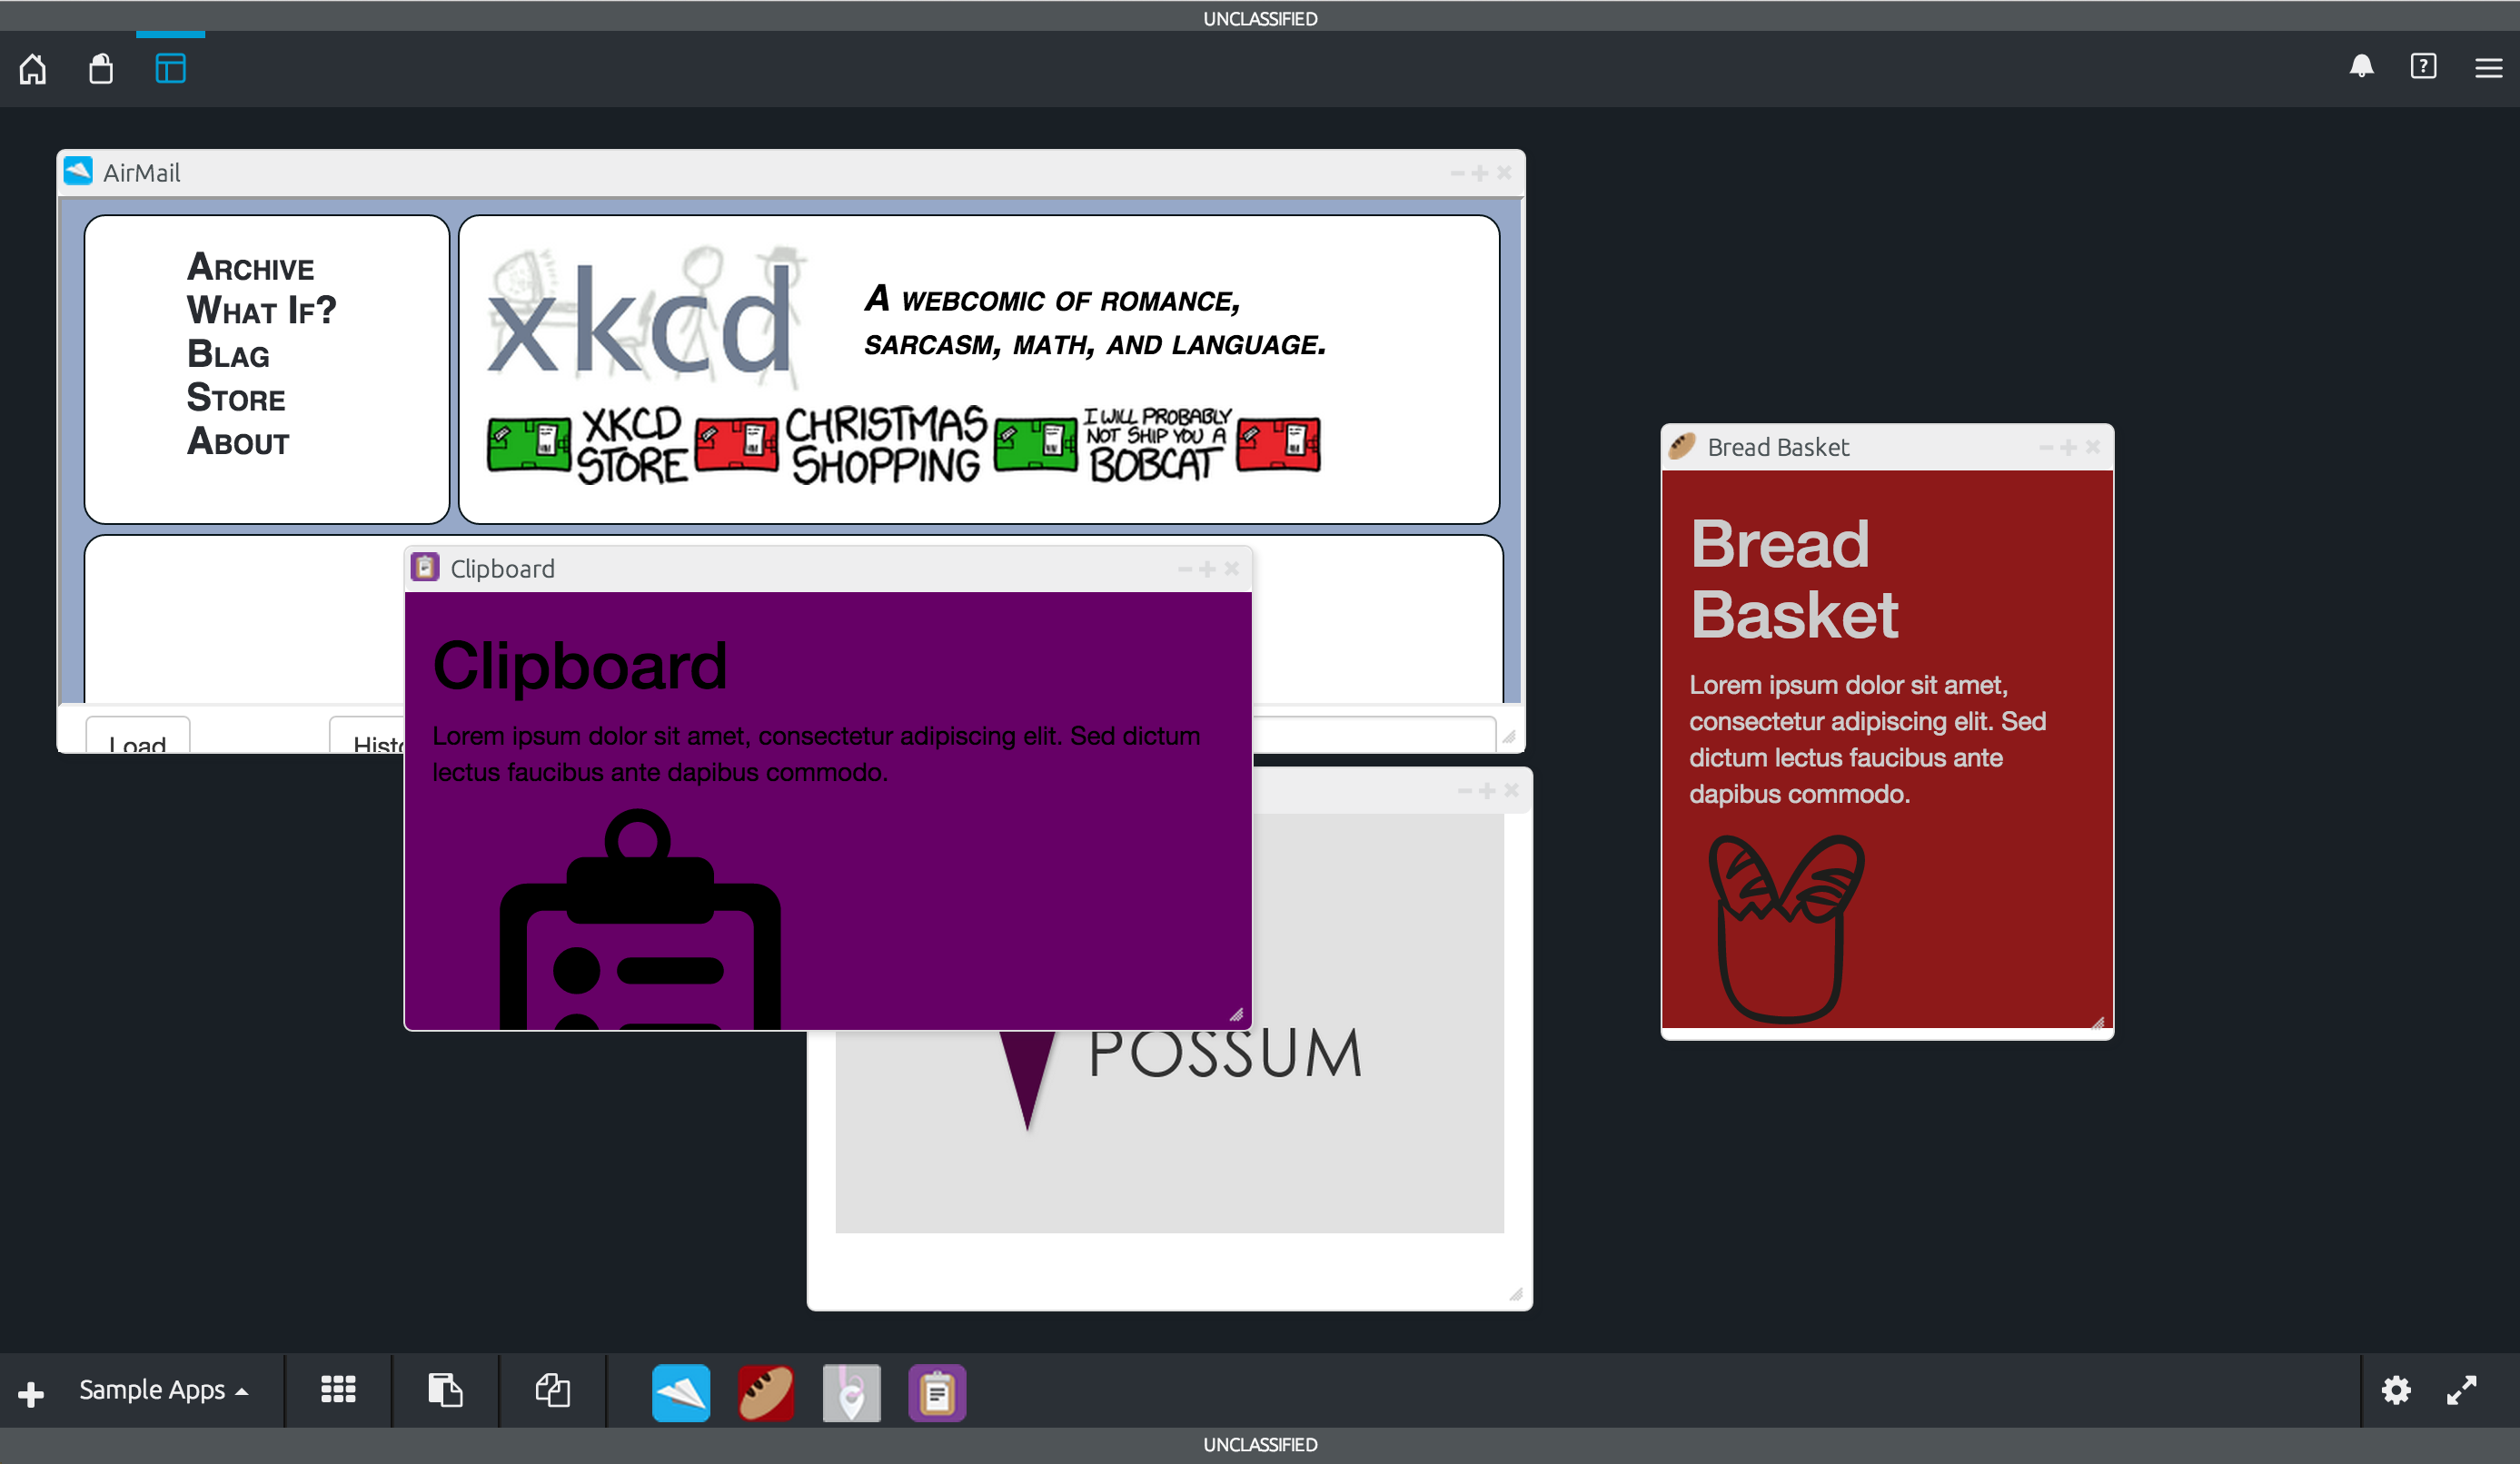 UNCLASSIFIED
AirMail
ARCHIVE
WHAT IF?
BLAG
STORE
ABOUT
xkcd
A WEBCOMIC OF ROMANCE,
SARCASM, MATH, AND LANGUAGE.
XKCD
STORE
CHRISTMAS
SHOPPING
I WILL PROBABLY
NOT SHIP YOU A
BOBCAT
Load
Clipboard
Clipboard
Lorem ipsum dolor sit amet, consectetur adipiscing elit. Sed dictum
lectus faucibus ante dapibus commodo.
POSSUM
Bread Basket
Bread
Basket
Lorem ipsum dolor sit amet,
consectetur adipiscing elit. Sed
dictum lectus faucibus ante
dapibus commodo.
Sample Apps
UNCLASSIFIED